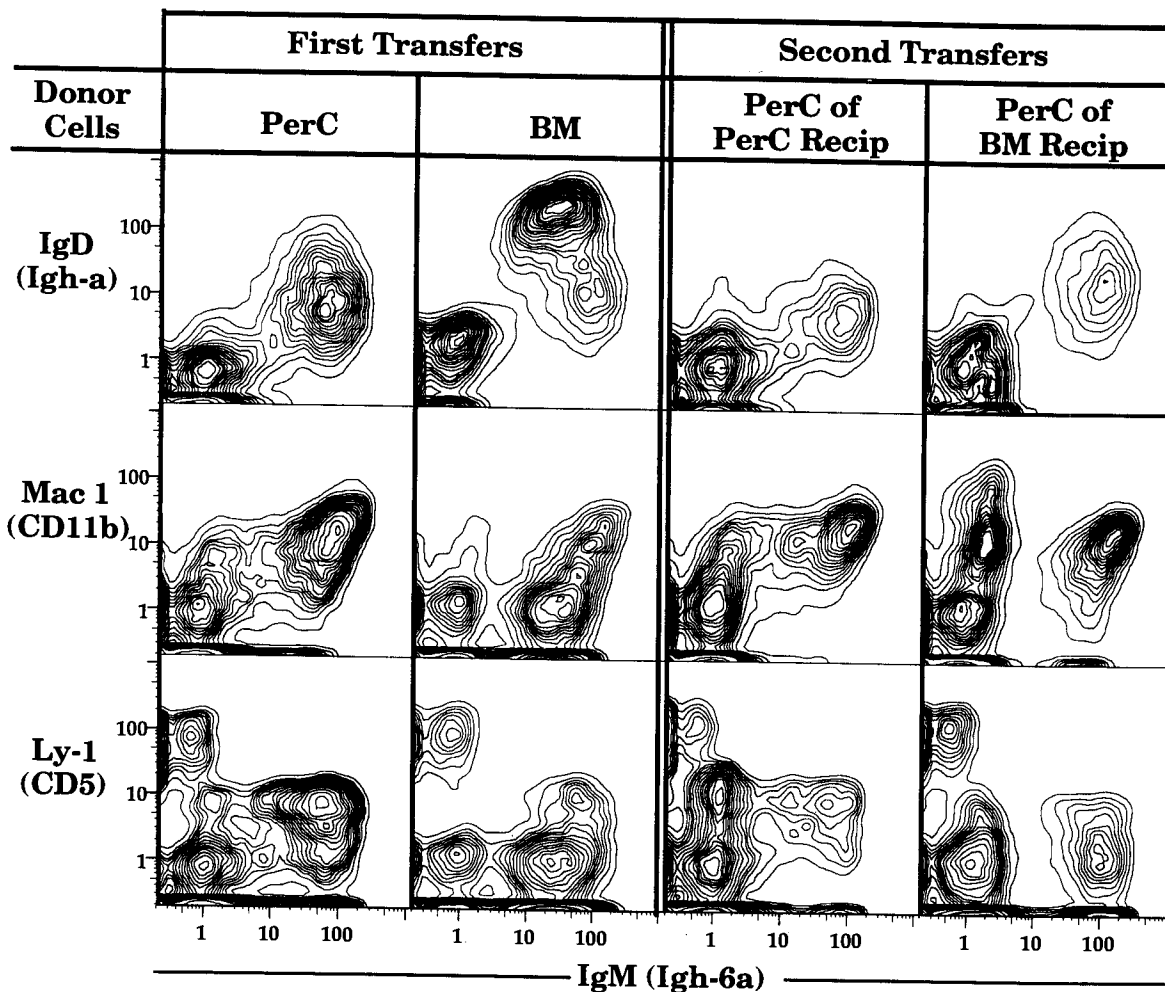 First Transfers
Second Transfers
Donor
Cells
PerC
BM
PerC of
PerC Recip
PerC of
BM Recip
IgD
(Igh-a)
100
10
1
Mac 1
(CD11b)
100
10
1
Ly-1
(CD5)
100
10
1
1 10 100 1 10 100 1 10 100 1 10 100
IgM (Igh-6a)